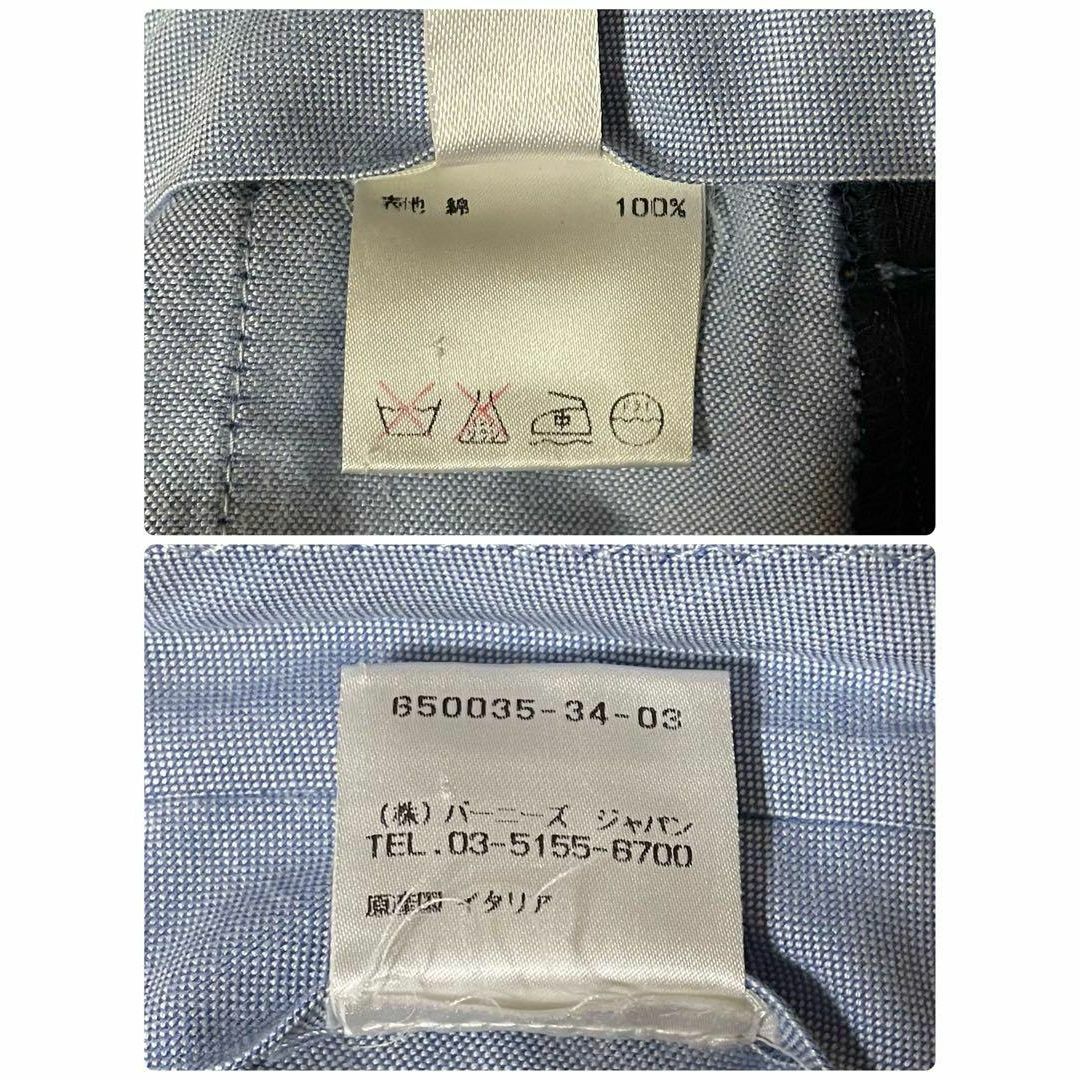 表地 綿 100%
中
650035-34-03
(株)バーニーズ ジャパン
TEL.03-5155-6700
原産国 イタリア